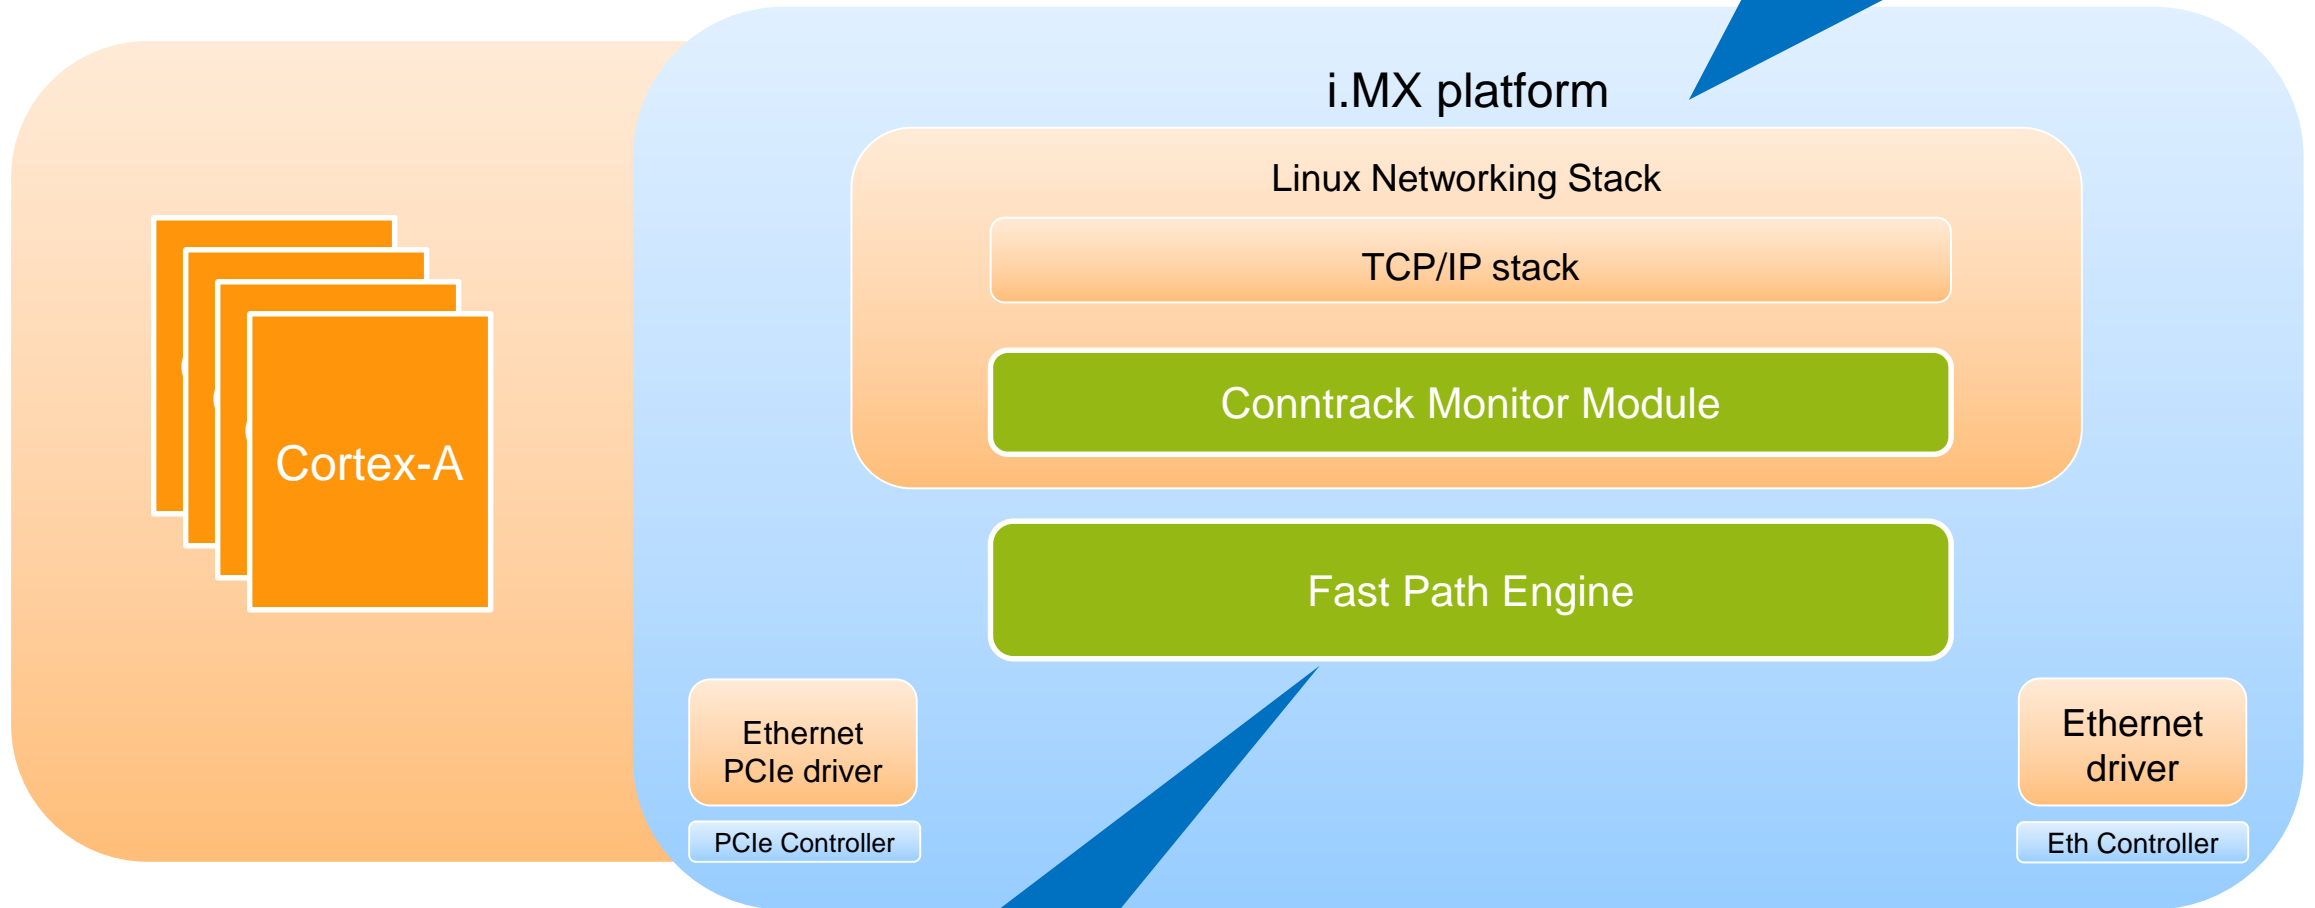 i.MX platform
Linux Networking Stack
TCP/IP stack
Conntrack Monitor Module
Cortex-A
Fast Path Engine
Ethernet
PCIe driver
PCIe Controller
Ethernet
driver
Eth Controller